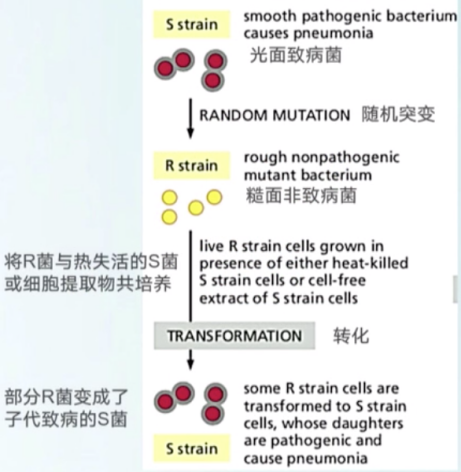 S strain
smooth pathogenic bacterium
causes pneumonia
光面致病菌
RANDOM MUTATION 随机突变
R strain
rough nonpathogenic
mutant bacterium
糙面非致病菌
将R菌与热失活的S菌
或细胞提取物共培养
live R strain cells grown in
presence of either heat-killed
S strain cells or cell-free
extract of S strain cells
TRANSFORMATION 转化
部分R菌变成了
子代致病的S菌
some R strain cells are
transformed to S strain
cells, whose daughters
are pathogenic and
cause pneumonia
S strain